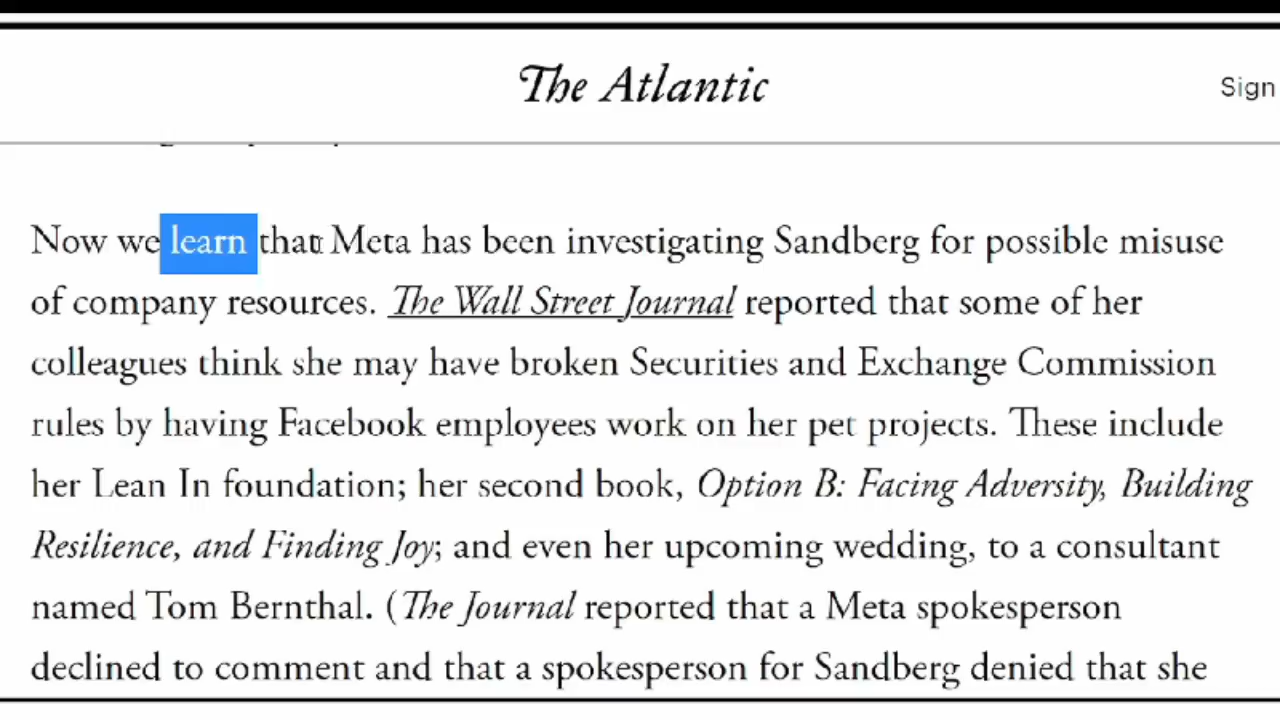 The Atlantic
Sign
Now we learn that Meta has been investigating Sandberg for possible misuse
of company resources. The Wall Street Journal reported that some of her
colleagues think she may have broken Securities and Exchange Commission
rules by having Facebook employees work on her pet projects. These include
her Lean In foundation; her second book, Option B: Facing Adversity, Building
Resilience, and Finding Joy; and even her upcoming wedding, to a consultant
named Tom Bernthal. (The Journal reported that a Meta spokesperson
declined to comment and that a spokesperson for Sandberg denied that she